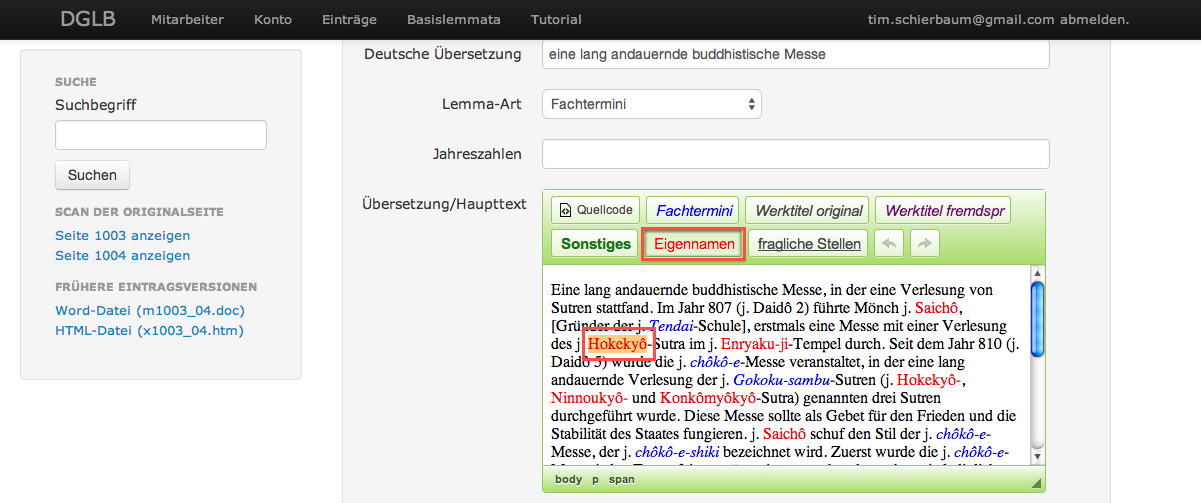 DGLB Mitarbeiter Konto Einträge Basislemmata Tutorial tim.schierbaum@gmail.com abmelden.
SUCHE
Suchbegriff
Suchen
SCAN DER ORIGINALSEITE
Seite 1003 anzeigen
Seite 1004 anzeigen
FRÜHERE EINTRAGSVERSIONEN
Word-Datei (m1003_04.doc)
HTML-Datei (x1003_04.htm)
Deutsche Übersetzung eine lang andauernde buddhistische Messe
Lemma-Art Fachtermini
Jahreszahlen
Übersetzung/Haupttext
Quellcode Fachtermini Werktitel original Werktitel fremdspr
Sonstiges Eigennamen fragliche Stellen
Eine lang andauernde buddhistische Messe, in der eine Verlesung von
Sutren stattfand. Im Jahr 807 (j. Daidô 2) führte Mönch j. Saichô,
[Gründer der j. Tendai-Schule], erstmals eine Messe mit einer Verlesung
des j. Hokekyô-Sutra im j. Enryaku-ji-Tempel durch. Seit dem Jahr 810 (j.
Daidô 5) wurde die j. chôkô-e-Messe veranstaltet, in der eine lang
andauernde Verlesung der j. Gokoku-sambu-Sutren (j. Hokekyô-,
Ninnoukyô- und Konkômyôkyô-Sutra) genannten drei Sutren
durchgeführt wurde. Diese Messe sollte als Gebet für den Frieden und die
Stabilität des Staates fungieren. j. Saichô schuf den Stil der j. chôkô-e-
Messe, der j. chôkô-e-shiki bezeichnet wird. Zuerst wurde die j. chôkô-e-
body p span